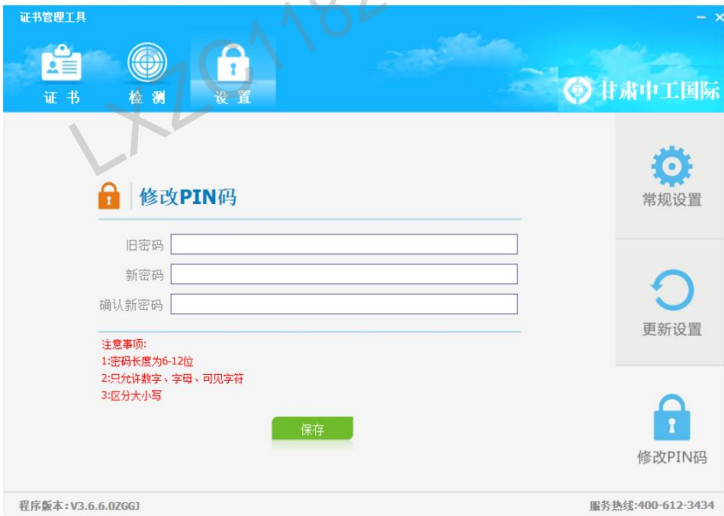 证书管理工具
LXZG1182
证书
检测
设置
甘肃中工国际
修改PIN码
旧密码
新密码
确认新密码
注意事项:
1:密码长度为6-12位
2:只允许数字、字母、可见字符
3:区分大小写
保存
常规设置
更新设置
修改PIN码
程序版本:V3.6.6.0ZGGJ
服务热线:400-612-3434